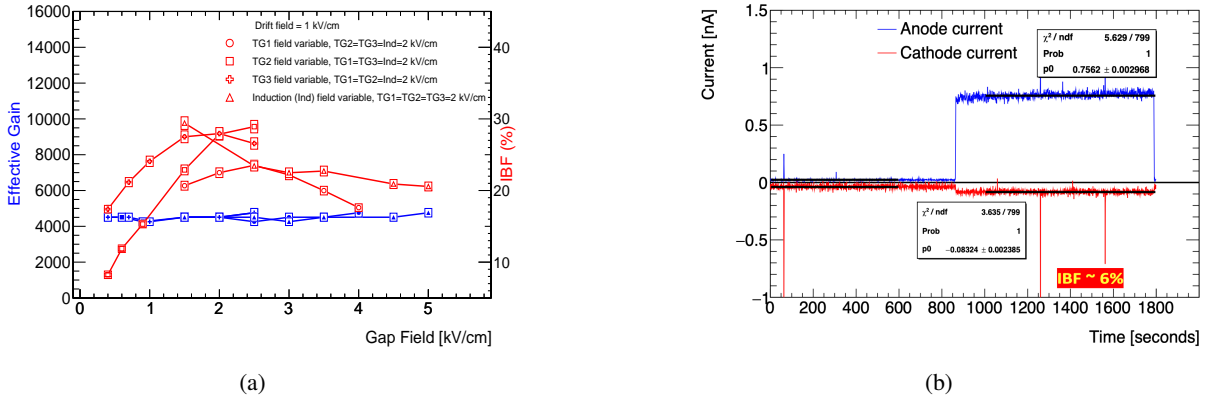 16000
14000
12000
10000
8000
6000
4000
2000
0
Effective Gain
Drift field = 1 kV/cm
TG1 field variable, TG2=TG3=Ind=2 kV/cm
TG2 field variable, TG1=TG3=Ind=2 kV/cm
TG3 field variable, TG1=TG2=Ind=2 kV/cm
Induction (Ind) field variable, TG1=TG2=TG3=2 kV/cm
40
30
20
10
IBF (%)
0 1 2 3 4 5
Gap Field [kV/cm]
(a)
Current [nA]
1.5
1
0.5
0
−0.5
−1
Anode current
Cathode current
χ² / ndf 5.629 / 799
Prob 1
p0 0.7562 ± 0.002968
χ² / ndf 3.635 / 799
Prob 1
p0 −0.08324 ± 0.002385
IBF ~ 6%
0 200 400 600 800 1000 1200 1400 1600 1800
Time [seconds]
(b)